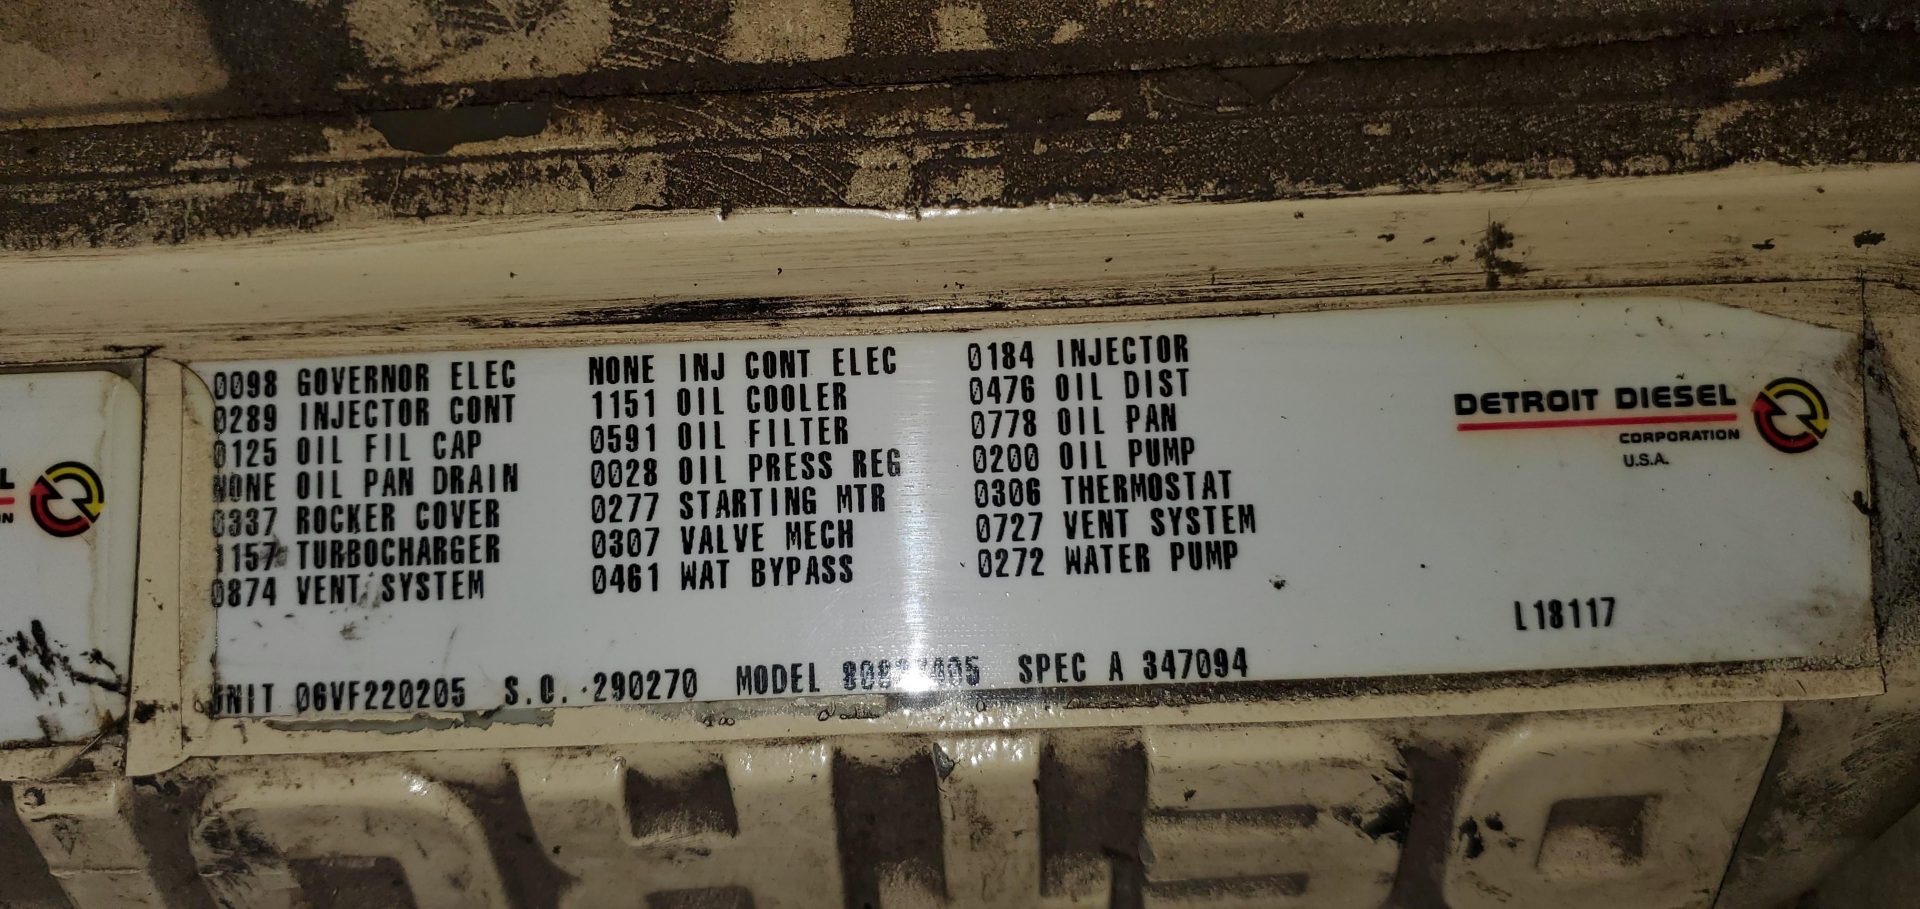 0098 GOVERNOR ELEC NONE INJ CONT ELEC 0184 INJECTOR
0289 INJECTOR CONT 1151 OIL COOLER 0476 OIL DIST
0125 OIL FIL CAP 0591 OIL FILTER 0778 OIL PAN
NONE OIL PAN DRAIN 0028 OIL PRESS REG 0200 OIL PUMP
0337 ROCKER COVER 0277 STARTING MTR 0306 THERMOSTAT
1157 TURBOCHARGER 0307 VALVE MECH 0727 VENT SYSTEM
0874 VENT SYSTEM 0461 WAT BYPASS 0272 WATER PUMP
DETROIT DIESEL
CORPORATION
U.S.A.
L18117
UNIT 06VF220205 S.O. 290270 MODEL SPEC A 347094